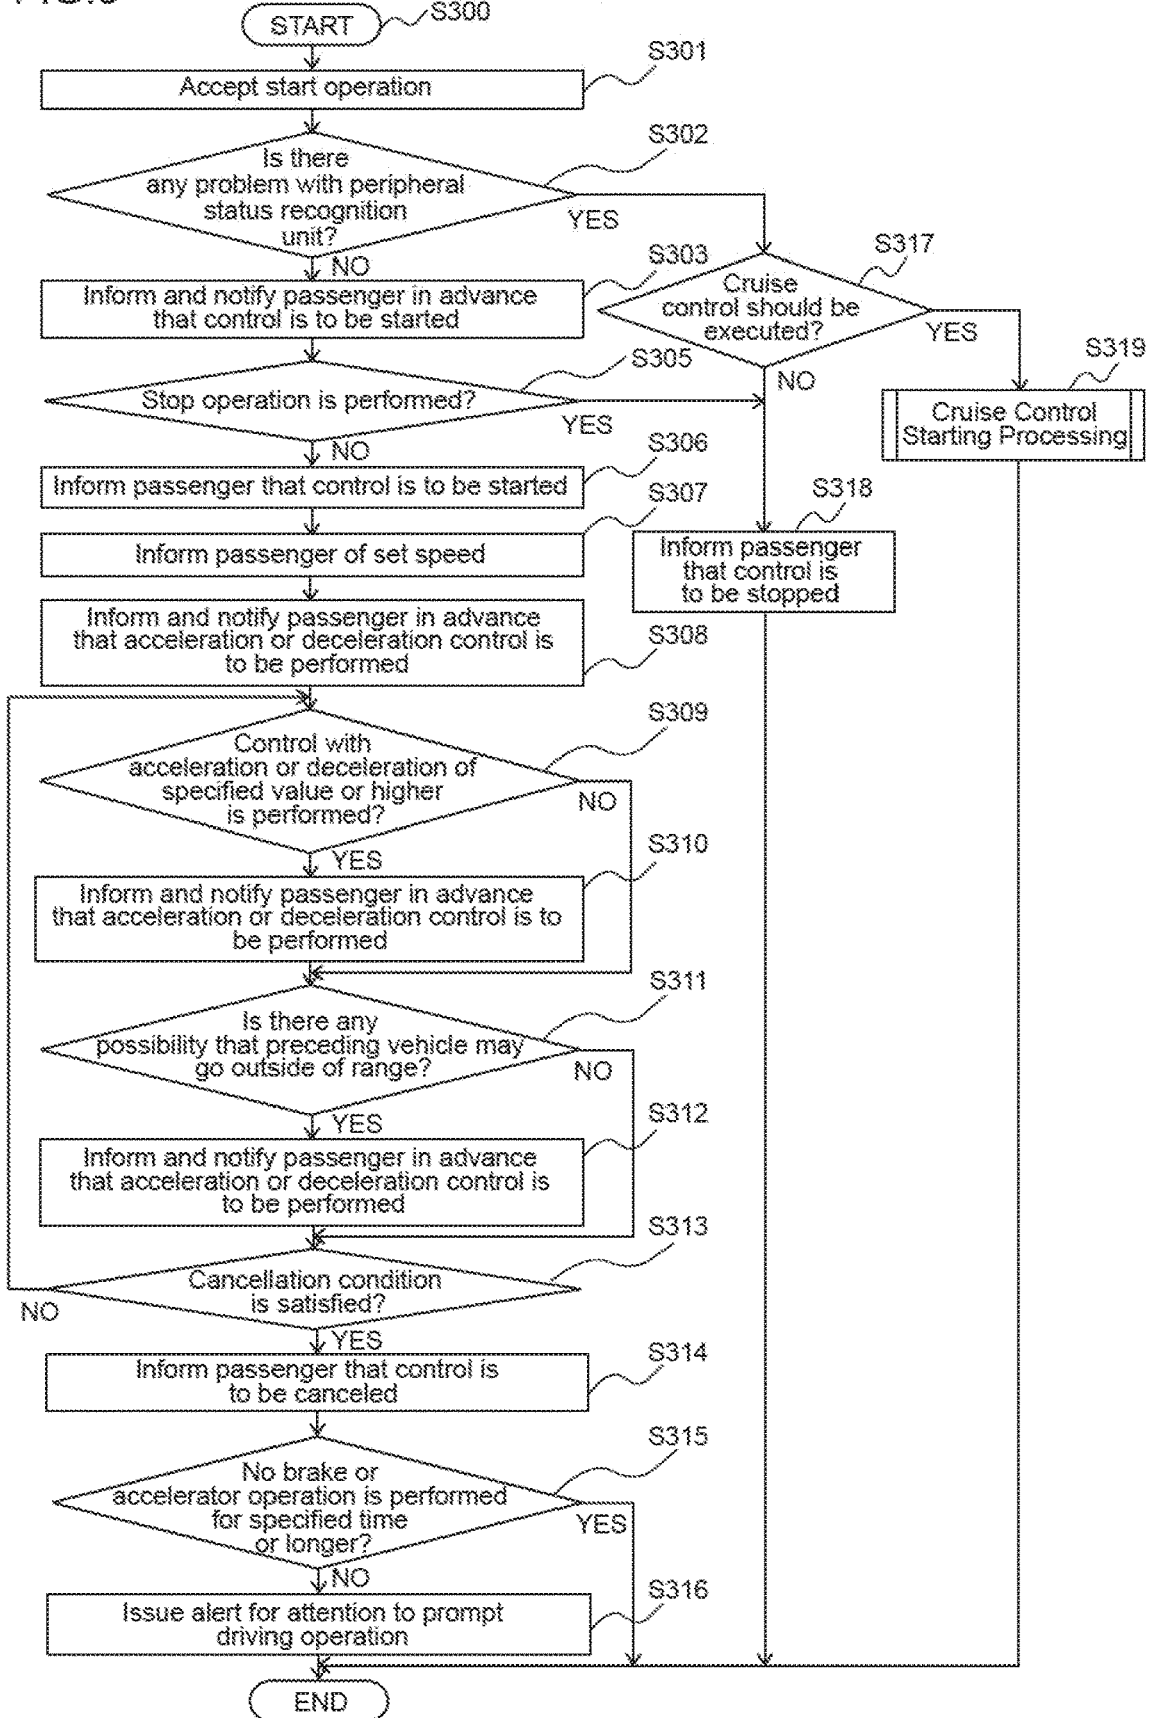 START
S300
S301
Accept start operation
S302
Is there
any problem with peripheral
status recognition
unit?
YES
NO
S303
Inform and notify passenger in advance
that control is to be started
S317
Cruise
control should be
executed?
YES
NO
S305
Stop operation is performed?
YES
NO
S319
Cruise Control
Starting Processing
S306
Inform passenger that control is to be started
S307
Inform passenger of set speed
S318
Inform passenger
that control is
to be stopped
Inform and notify passenger in advance
that acceleration or deceleration control is
to be performed
S308
S309
Control with
acceleration or deceleration of
specified value or higher
is performed?
NO
YES
S310
Inform and notify passenger in advance
that acceleration or deceleration control is to
be performed
S311
Is there any
possibility that preceding vehicle may
go outside of range?
NO
YES
S312
Inform and notify passenger in advance
that acceleration or deceleration control is
to be performed
S313
Cancellation condition
is satisfied?
NO
YES
S314
Inform passenger that control is
to be canceled
S315
No brake or
accelerator operation is performed
for specified time
or longer?
YES
NO
S316
Issue alert for attention to prompt
driving operation
END